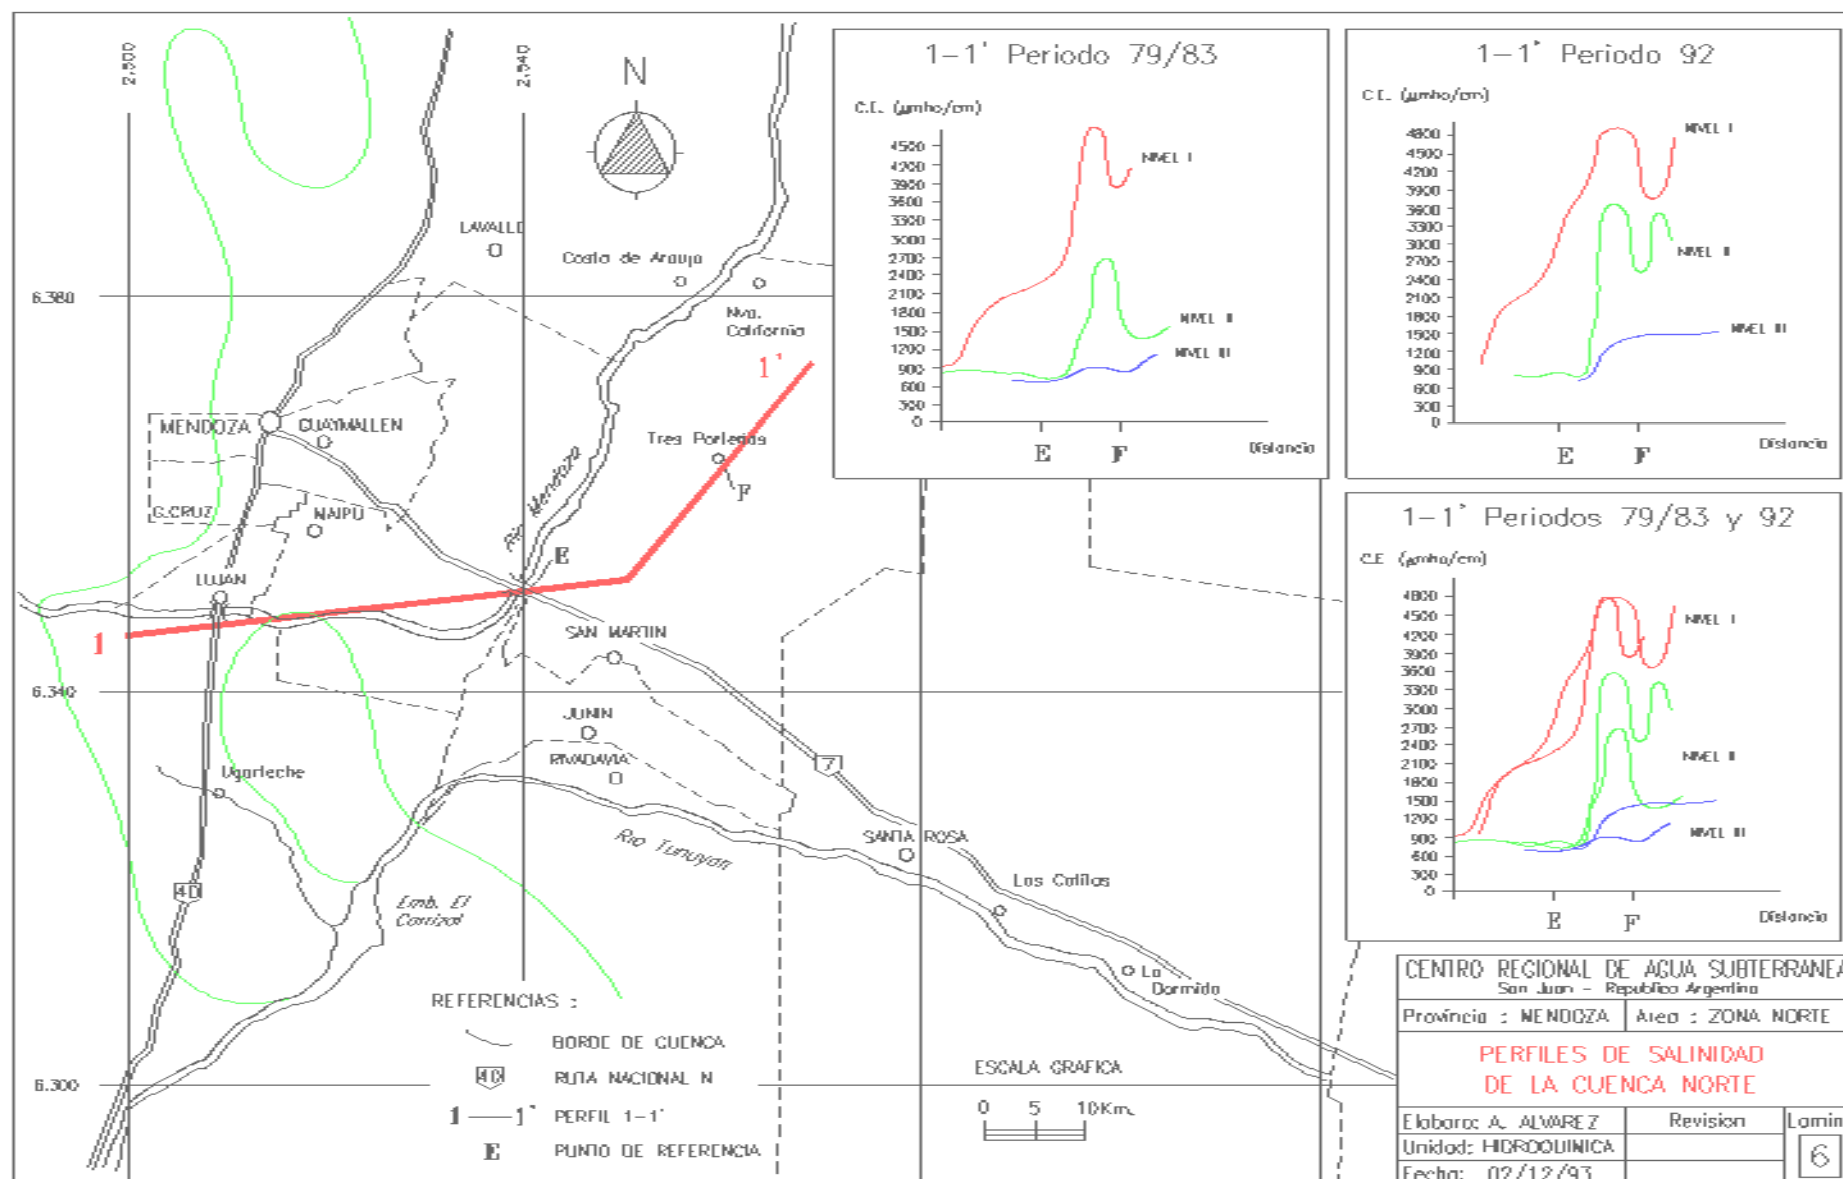 2.500
2.540
N
LAVALLE
Costa de Araujo
Nva.
California
6.380
1'
MENDOZA
GUAYMALLEN
Tres Porteñas
Rio Mendoza
F
G.CRUZ
MAIPU
E
LUJAN
1
SAN MARTIN
6.340
JUNIN
RIVADAVIA
7
Ugarteche
SANTA ROSA
Rio Tunuyan
Las Catitas
40
Emb. El
Carrizal
La
Dormida
REFERENCIAS :
BORDE DE CUENCA
40 RUTA NACIONAL N
1 — 1' PERFIL 1-1'
E PUNTO DE REFERENCIA
6.300
ESCALA GRAFICA
0 5 10Km.
1-1' Periodo 79/83
C.E. (µmho/cm)
4500
4200
3900
3600
3300
3000
2700
2400
2100
1800
1500
1200
900
600
300
0
NIVEL I
NIVEL II
NIVEL III
E F
Distancia
1-1' Periodo 92
C.E. (µmho/cm)
4800
4500
4200
3900
3600
3300
3000
2700
2400
2100
1800
1500
1200
900
600
300
0
NIVEL I
NIVEL II
NIVEL III
E F
Distancia
1-1' Periodos 79/83 y 92
C.E (µmho/cm)
4800
4500
4200
3900
3600
3300
3000
2700
2400
2100
1800
1500
1200
900
600
300
0
NIVEL I
NIVEL II
NIVEL III
E F
Distancia
CENTRO REGIONAL DE AGUA SUBTERRANEA
San Juan - Republica Argentina
Provincia : MENDOZA Area : ZONA NORTE
PERFILES DE SALINIDAD
DE LA CUENCA NORTE
Elaboro: A. ALVAREZ Revision Lamin
Unidad: HIDROQUIMICA 6
Fecha: 02/12/93